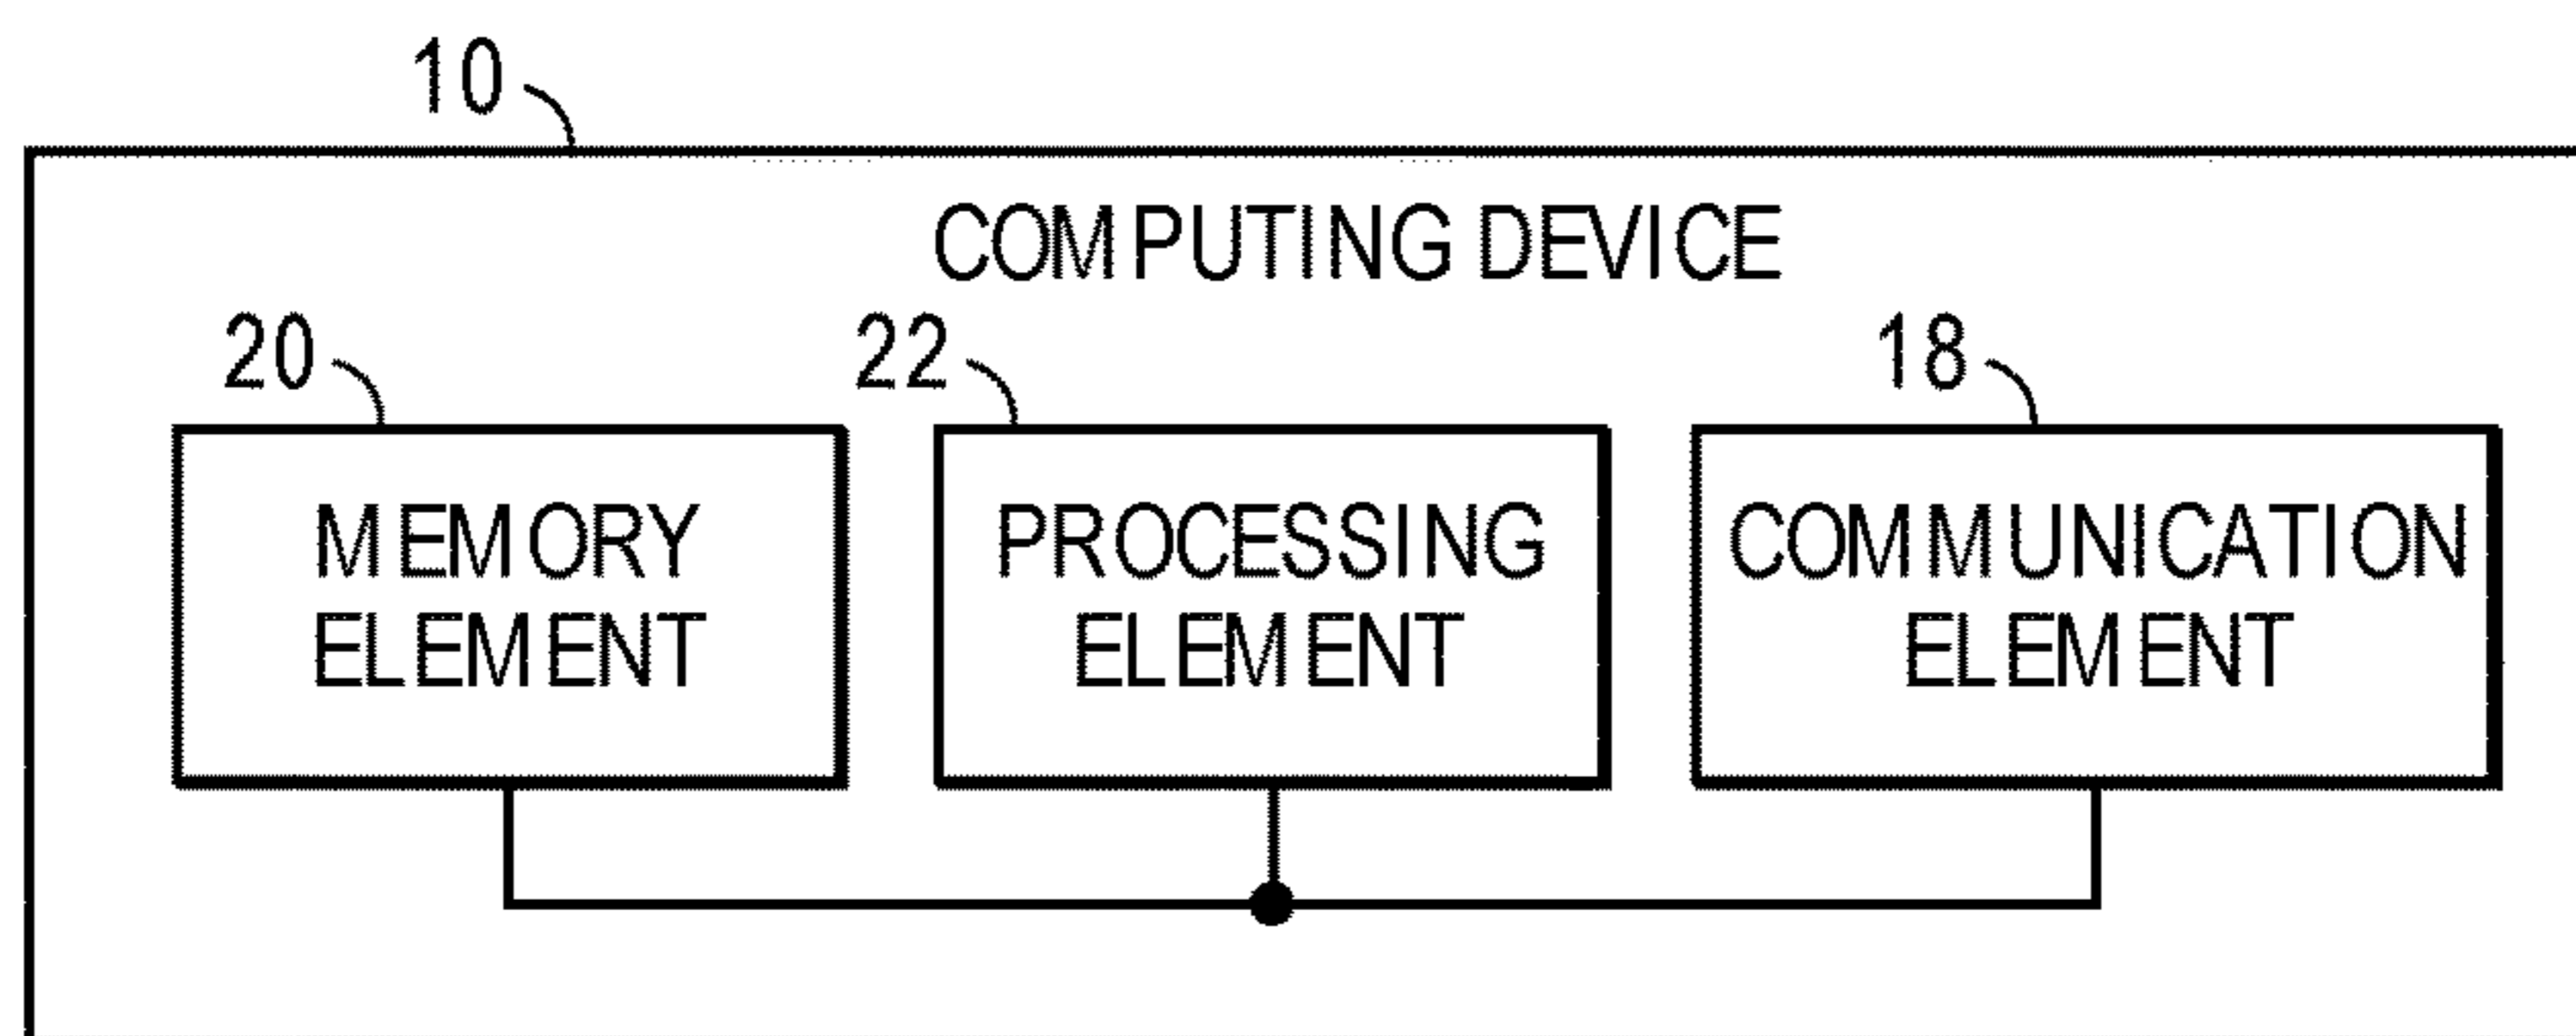 10
COMPUTING DEVICE
20
22
18
MEMORY
ELEMENT
PROCESSING
ELEMENT
COMMUNICATION
ELEMENT